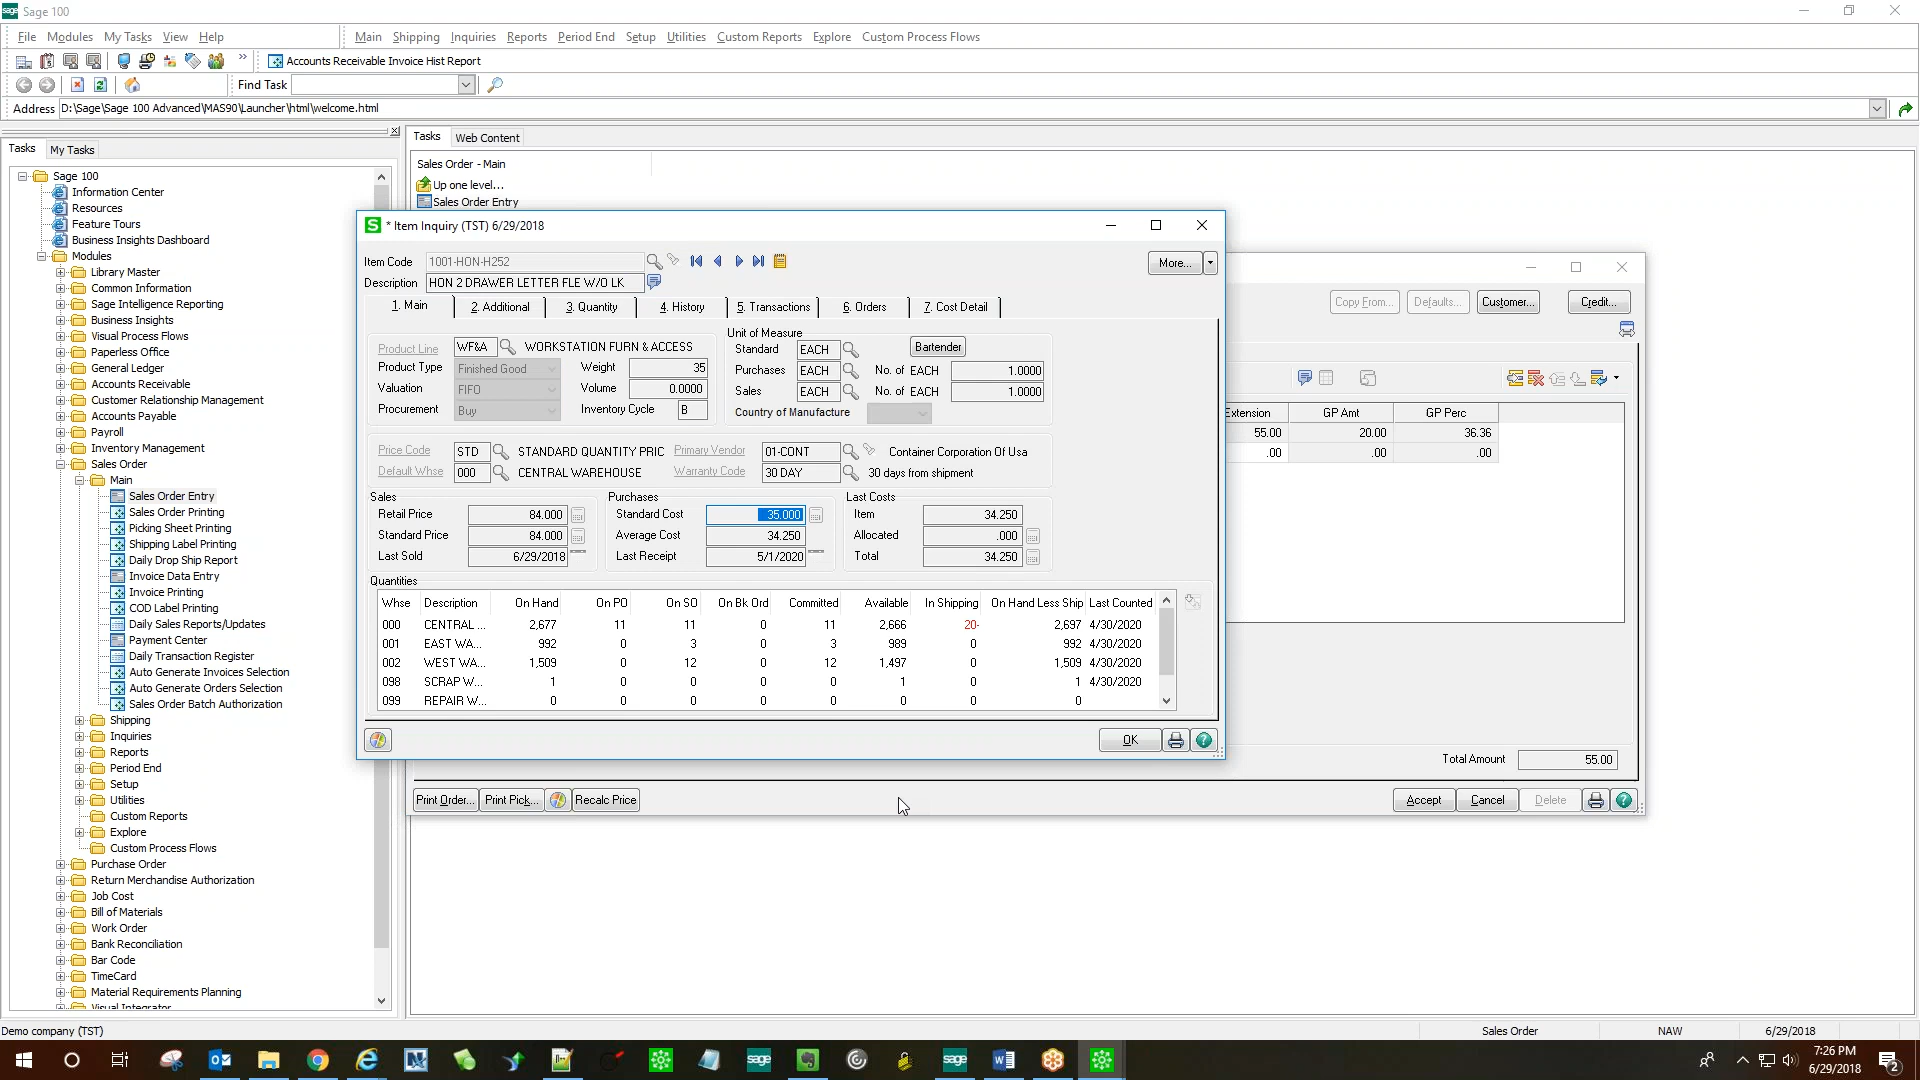 sage Sage 100
File Modules My Tasks View Help Main Shipping Inquiries Reports Period End Setup Utilities Custom Reports Explore Custom Process Flows
» Accounts Receivable Invoice Hist Report
Find Task
Address D:\Sage\Sage 100 Advanced\MAS90\Launcher\html\welcome.html
Tasks My Tasks
Sage 100
Information Center
Resources
Feature Tours
Business Insights Dashboard
Modules
Library Master
Common Information
Sage Intelligence Reporting
Business Insights
Visual Process Flows
Paperless Office
General Ledger
Accounts Receivable
Customer Relationship Management
Accounts Payable
Payroll
Inventory Management
Sales Order
Main
Sales Order Entry
Sales Order Printing
Picking Sheet Printing
Shipping Label Printing
Daily Drop Ship Report
Invoice Data Entry
Invoice Printing
COD Label Printing
Daily Sales Reports/Updates
Payment Center
Daily Transaction Register
Auto Generate Invoices Selection
Auto Generate Orders Selection
Sales Order Batch Authorization
Shipping
Inquiries
Reports
Period End
Setup
Utilities
Custom Reports
Explore
Custom Process Flows
Purchase Order
Return Merchandise Authorization
Job Cost
Bill of Materials
Work Order
Bank Reconciliation
Bar Code
TimeCard
Material Requirements Planning
Visual Integrator
Tasks Web Content
Sales Order - Main
Up one level...
Sales Order Entry
S * Item Inquiry (TST) 6/29/2018
Item Code 1001-HON-H252 More...
Description HON 2 DRAWER LETTER FLE W/O LK
1. Main 2. Additional 3. Quantity 4. History 5. Transactions 6. Orders 7. Cost Detail
Product Line WF&A WORKSTATION FURN & ACCESS
Product Type Finished Good Weight 35
Valuation FIFO Volume 0.0000
Procurement Buy Inventory Cycle B
Unit of Measure
Standard EACH Bartender
Purchases EACH No. of EACH 1.0000
Sales EACH No. of EACH 1.0000
Country of Manufacture
Price Code STD STANDARD QUANTITY PRIC Primary Vendor 01-CONT Container Corporation Of Usa
Default Whse 000 CENTRAL WAREHOUSE Warranty Code 30 DAY 30 days from shipment
Sales Purchases Last Costs
Retail Price 84.000 Standard Cost 35.000 Item 34.250
Standard Price 84.000 Average Cost 34.250 Allocated .000
Last Sold 6/29/2018 Last Receipt 5/1/2020 Total 34.250
Quantities
Whse Description On Hand On PO On SO On Bk Ord Committed Available In Shipping On Hand Less Ship Last Counted
000 CENTRAL ... 2,677 11 11 0 11 2,666 20- 2,697 4/30/2020
001 EAST WA... 992 0 3 0 3 989 0 992 4/30/2020
002 WEST WA... 1,509 0 12 0 12 1,497 0 1,509 4/30/2020
098 SCRAP W... 1 0 0 0 0 1 0 1 4/30/2020
099 REPAIR W... 0 0 0 0 0 0 0 0
OK
Copy From... Defaults... Customer... Credit...
Extension GP Amt GP Perc
55.00 20.00 36.36
.00 .00 .00
Total Amount 55.00
Print Order... Print Pick... Recalc Price Accept Cancel Delete
Demo company (TST) Sales Order NAW 6/29/2018
sage sage
7:26 PM
6/29/2018
2